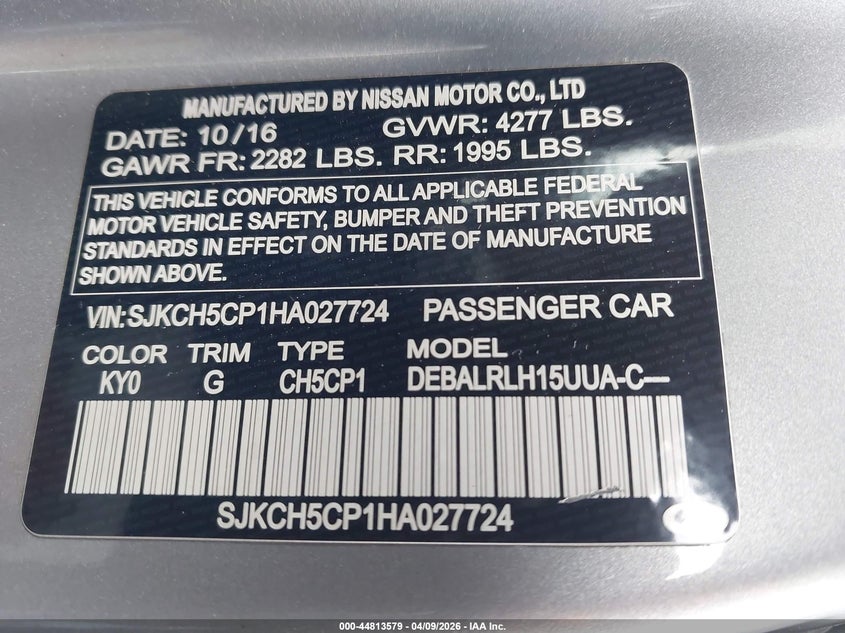 MANUFACTURED BY NISSAN MOTOR CO., LTD
DATE: 10/16 GVWR: 4277 LBS.
GAWR FR: 2282 LBS. RR: 1995 LBS.
THIS VEHICLE CONFORMS TO ALL APPLICABLE FEDERAL
MOTOR VEHICLE SAFETY, BUMPER AND THEFT PREVENTION
STANDARDS IN EFFECT ON THE DATE OF MANUFACTURE
SHOWN ABOVE.
VIN: SJKCH5CP1HA027724 PASSENGER CAR
COLOR TRIM TYPE MODEL
KY0 G CH5CP1 DEBALRLH15UUA-C—
SJKCH5CP1HA027724
000-44813579 - 04/09/2026 - IAA Inc.